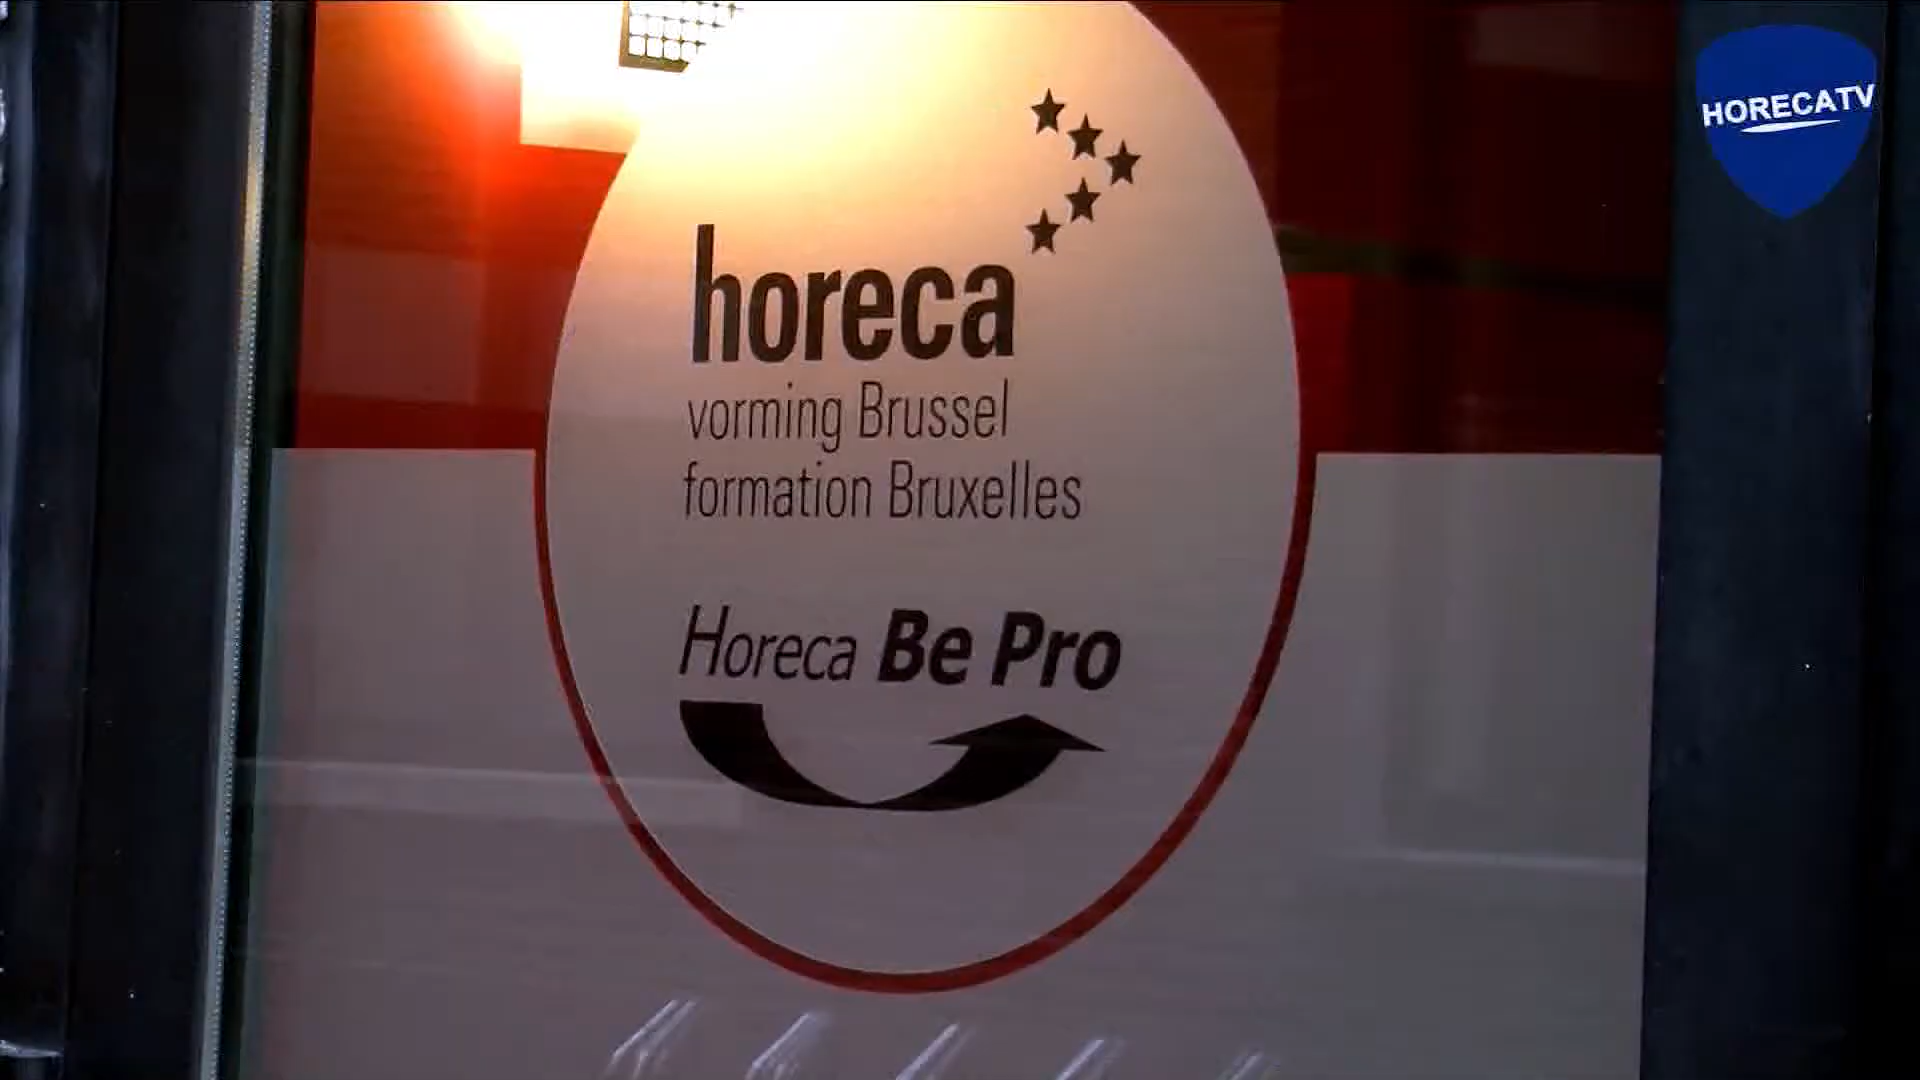 HORECATV
horeca
vorming Brussel
formation Bruxelles
Horeca Be Pro